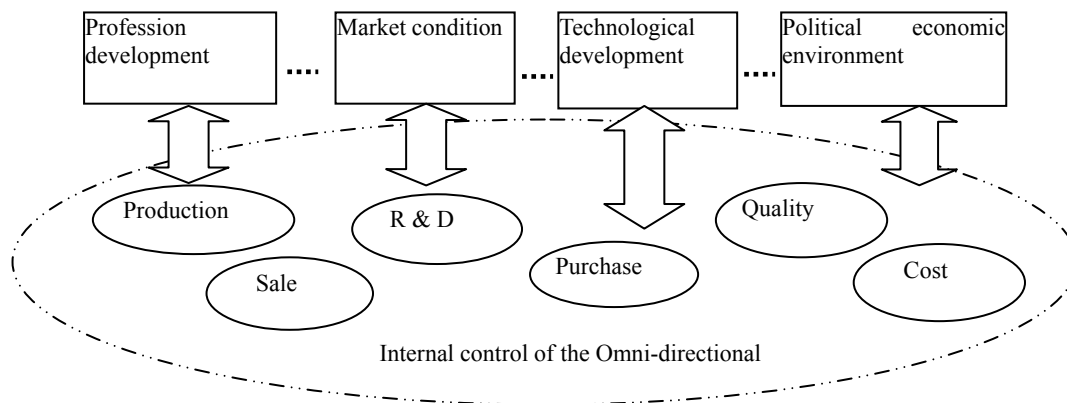 Profession
development
Market condition
Technological
development
Political economic
environment
Production
R & D
Quality
Sale
Purchase
Cost
Internal control of the Omni-directional